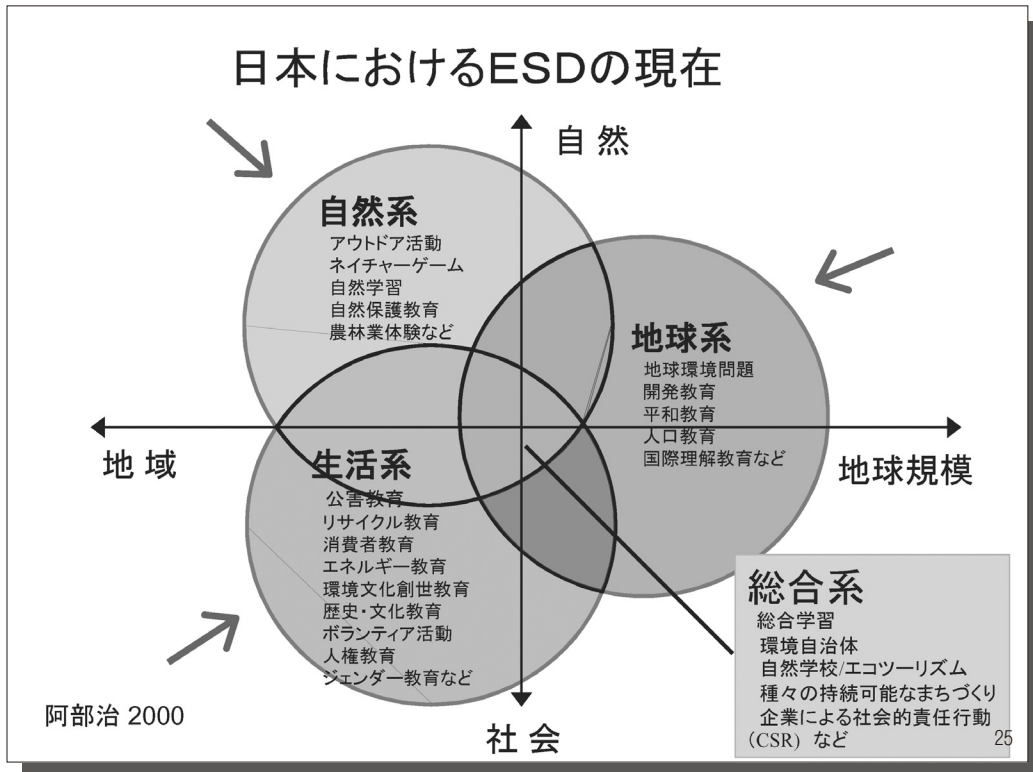 日本におけるESDの現在
自 然
自然系
アウトドア活動
ネイチャーゲーム
自然学習
自然保護教育
農林業体験など
地球系
地球環境問題
開発教育
平和教育
人口教育
国際理解教育など
地 域
地球規模
生活系
公害教育
リサイクル教育
消費者教育
エネルギー教育
環境文化創世教育
歴史・文化教育
ボランティア活動
人権教育
ジェンダー教育など
総合系
総合学習
環境自治体
自然学校/エコツーリズム
種々の持続可能なまちづくり
企業による社会的責任行動
(CSR) など
阿部治 2000
社 会
25